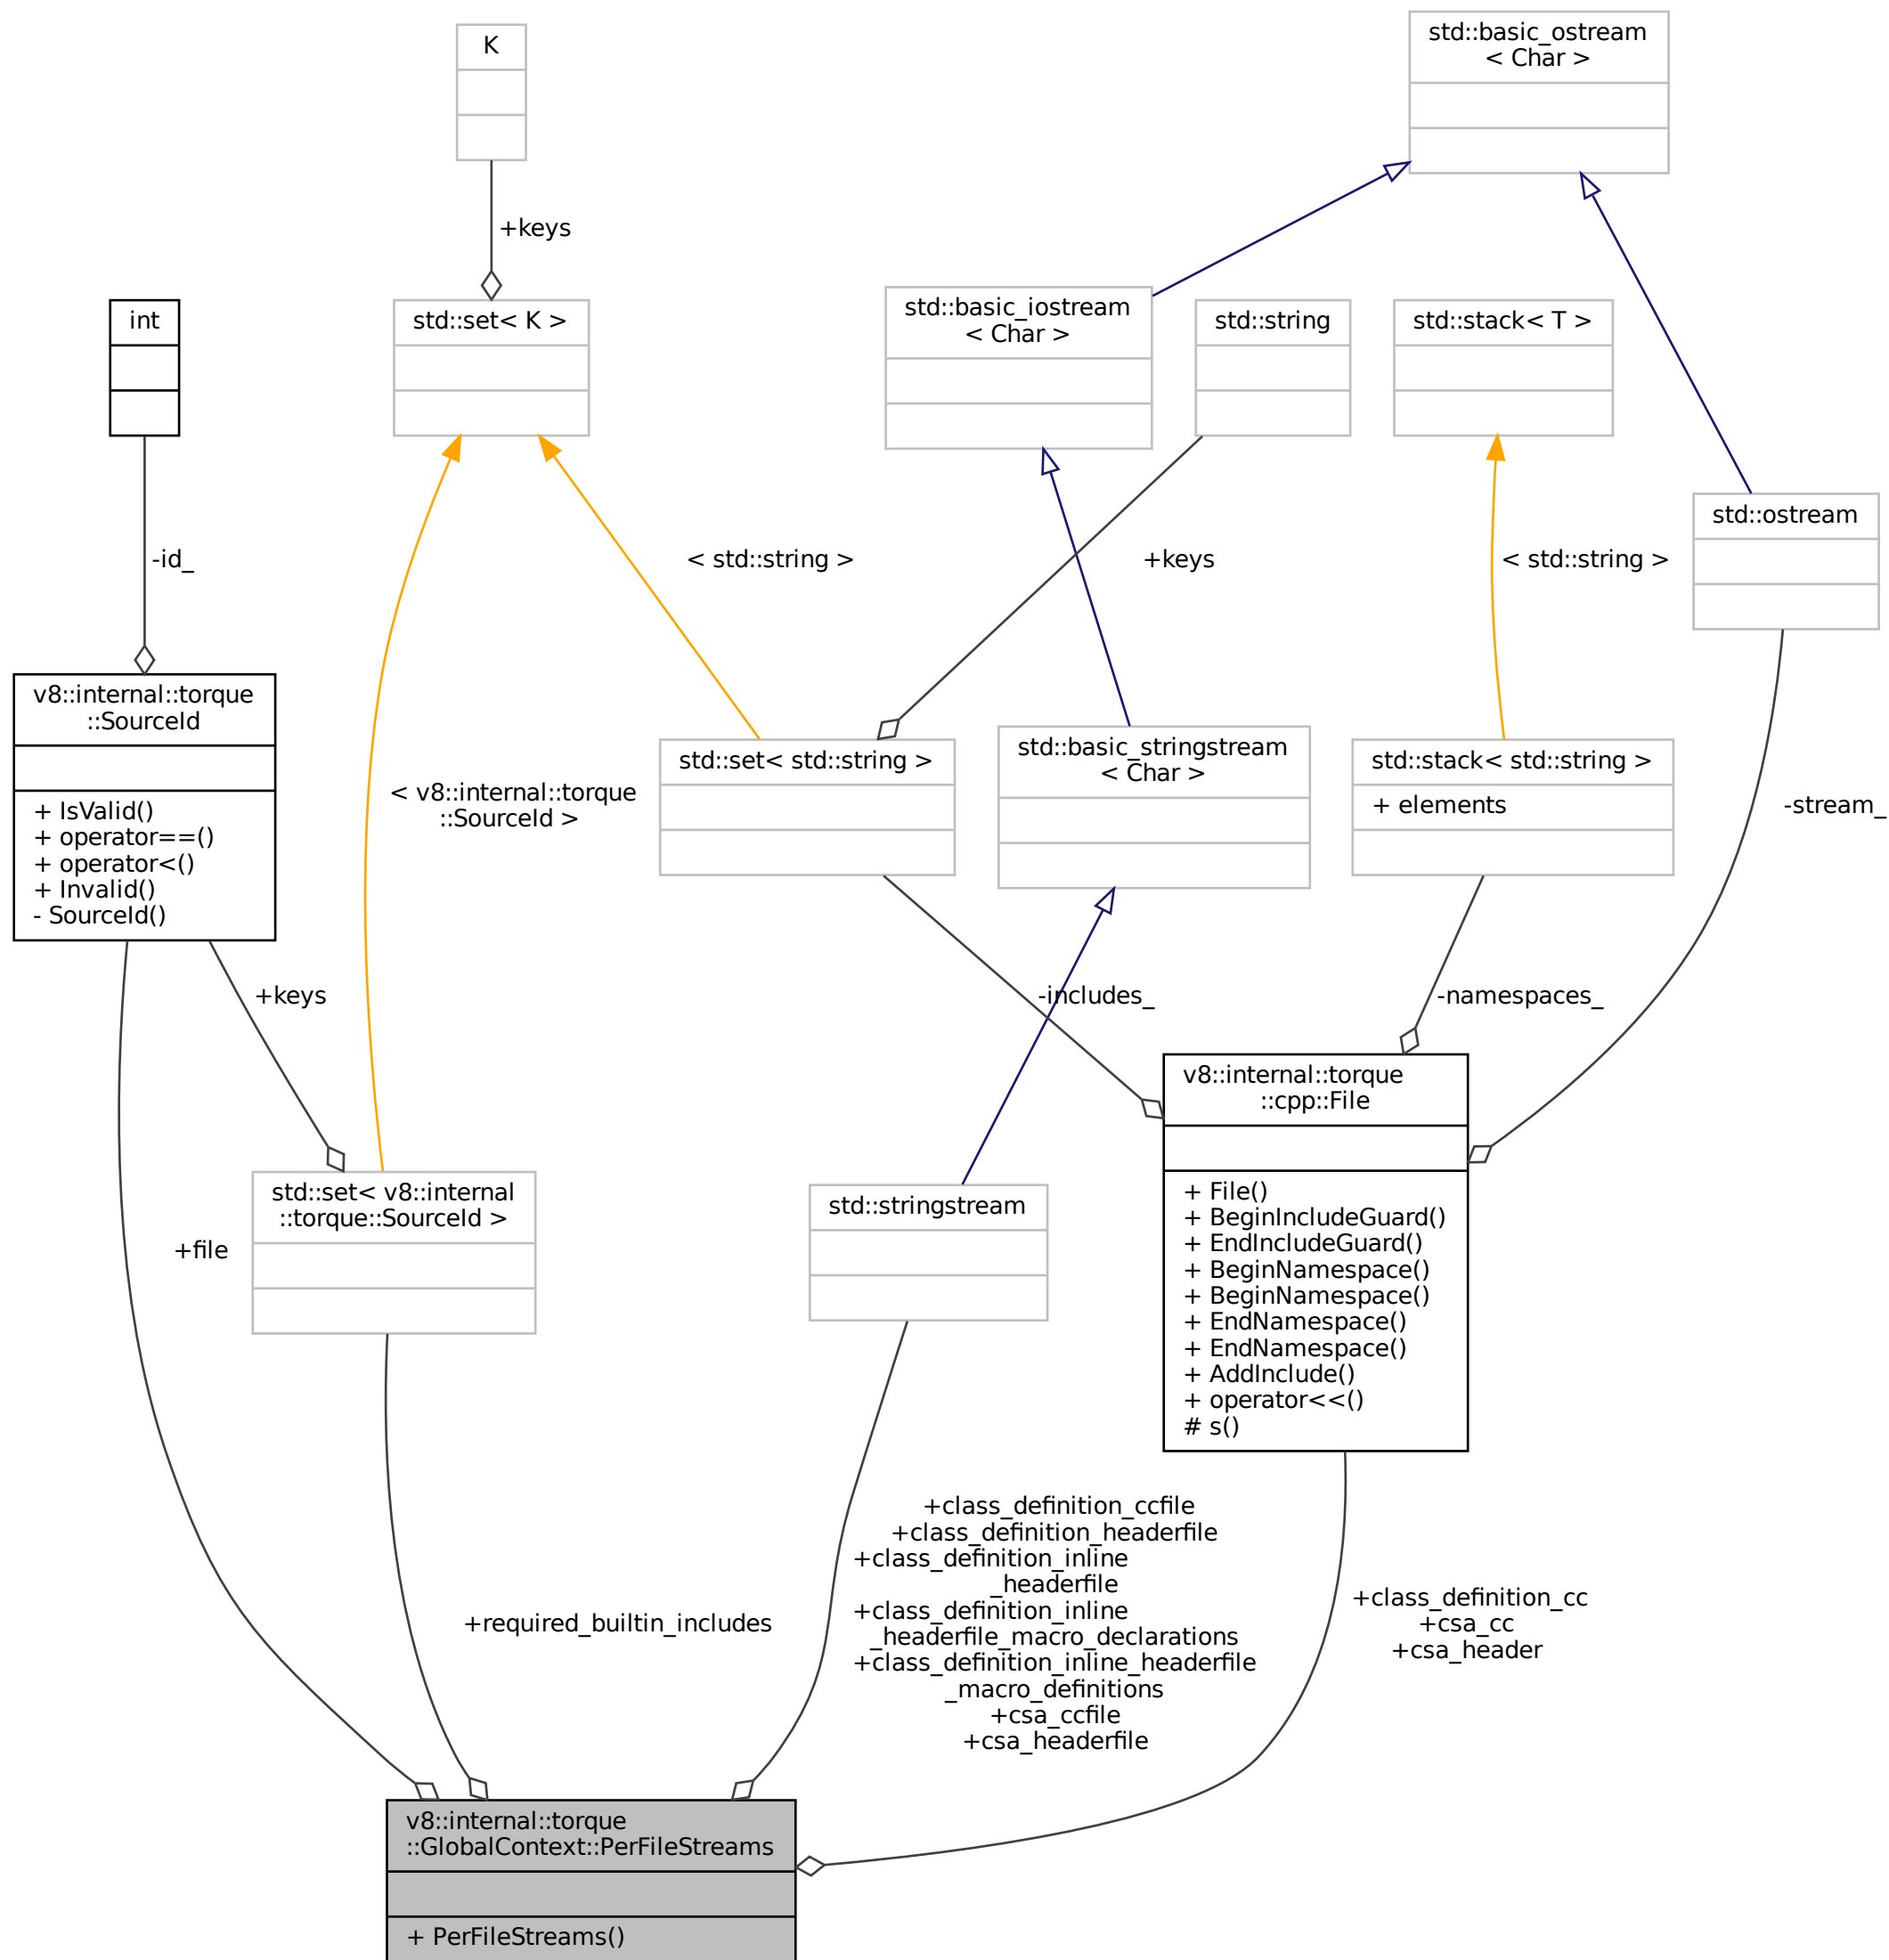 K
std::basic_ostream
< Char >
+keys
int
std::set< K >
std::basic_iostream
< Char >
std::string
std::stack< T >
std::ostream
-id_
< std::string >
+keys
< std::string >
v8::internal::torque
::SourceId
+ IsValid()
+ operator==()
+ operator<()
+ Invalid()
- SourceId()
< v8::internal::torque
::SourceId >
std::set< std::string >
std::basic_stringstream
< Char >
std::stack< std::string >
+ elements
-stream_
+keys
-includes_
-namespaces_
v8::internal::torque
::cpp::File
+ File()
+ BeginIncludeGuard()
+ EndIncludeGuard()
+ BeginNamespace()
+ BeginNamespace()
+ EndNamespace()
+ EndNamespace()
+ AddInclude()
+ operator<<()
# s()
+file
std::set< v8::internal
::torque::SourceId >
std::stringstream
+required_builtin_includes
+class_definition_ccfile
+class_definition_headerfile
+class_definition_inline
_headerfile
+class_definition_inline
_headerfile_macro_declarations
+class_definition_inline_headerfile
_macro_definitions
+csa_ccfile
+csa_headerfile
+class_definition_cc
+csa_cc
+csa_header
v8::internal::torque
::GlobalContext::PerFileStreams
+ PerFileStreams()